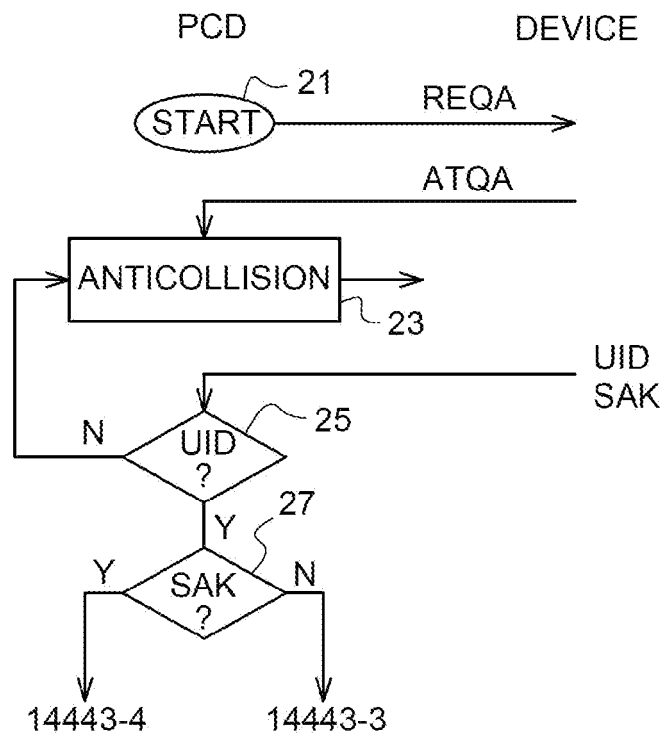 PCD
DEVICE
21
START
REQA
ATQA
ANTICOLLISION
23
UID
SAK
25
N
UID
?
Y
27
Y
SAK
?
N
14443-4
14443-3